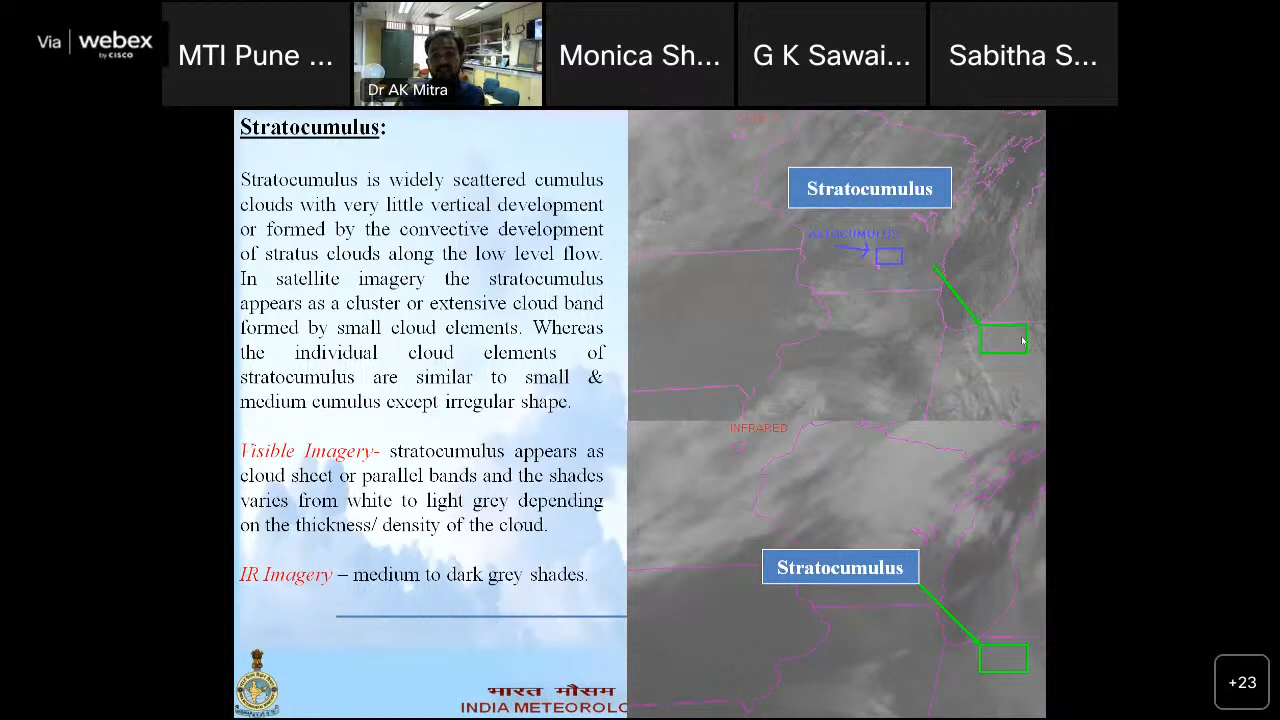 Via | webex
by CISCO
MTI Pune ...
Dr AK Mitra
Monica Sh...
G K Sawai...
Sabitha S...
Stratocumulus:
Stratocumulus is widely scattered cumulus
clouds with very little vertical development
or formed by the convective development
of stratus clouds along the low level flow.
In satellite imagery the stratocumulus
appears as a cluster or extensive cloud band
formed by small cloud elements. Whereas
the individual cloud elements of
stratocumulus are similar to small &
medium cumulus except irregular shape.
Visible Imagery- stratocumulus appears as
cloud sheet or parallel bands and the shades
varies from white to light grey depending
on the thickness/ density of the cloud.
IR Imagery – medium to dark grey shades.
भारत मौसम
INDIA METEOROLO
Stratocumulus
ALTOCUMULUS
INFRARED
Stratocumulus
+23